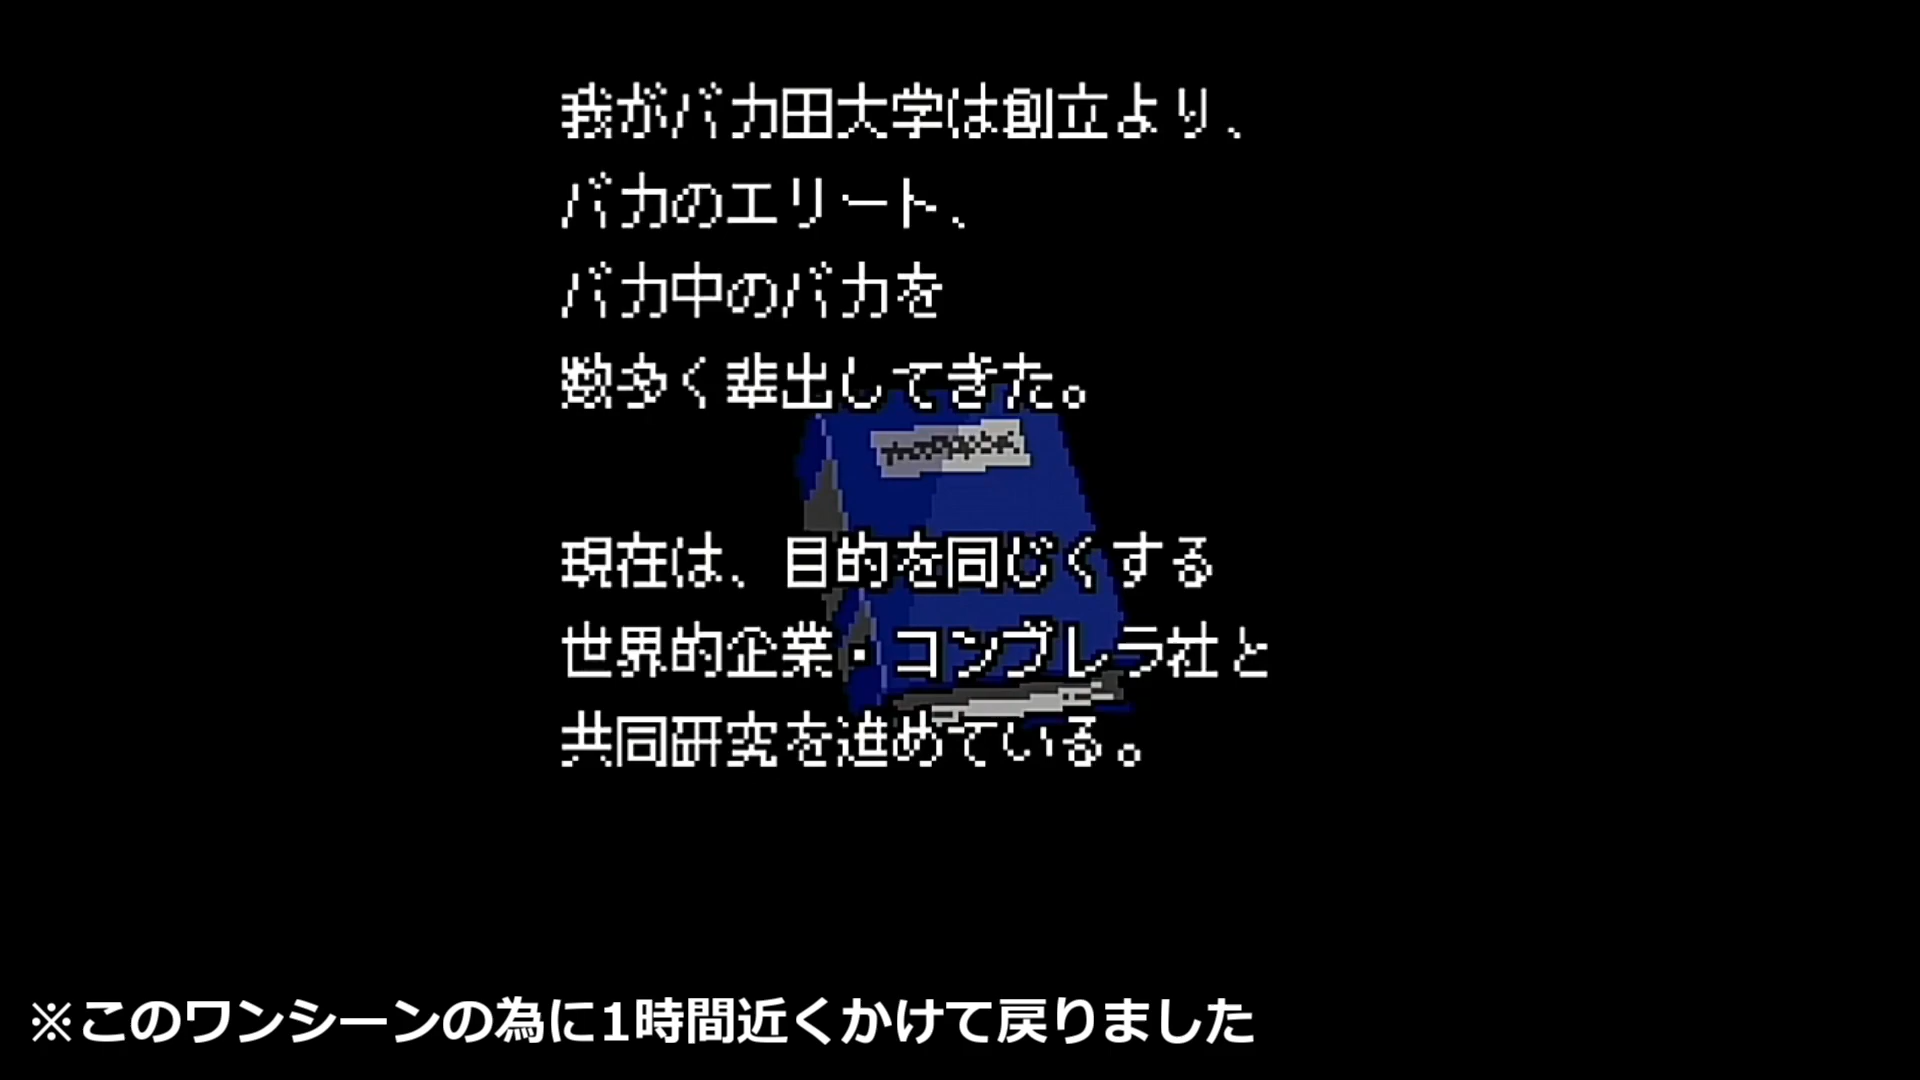 我がバカ田大学は創立より、
バカのエリート、
バカ中のバカを
数多く輩出してきた。
現在は、目的を同じくする
世界的企業・コンブレラ社と
共同研究を進めている。
※このワンシーンの為に1時間近くかけて戻りました